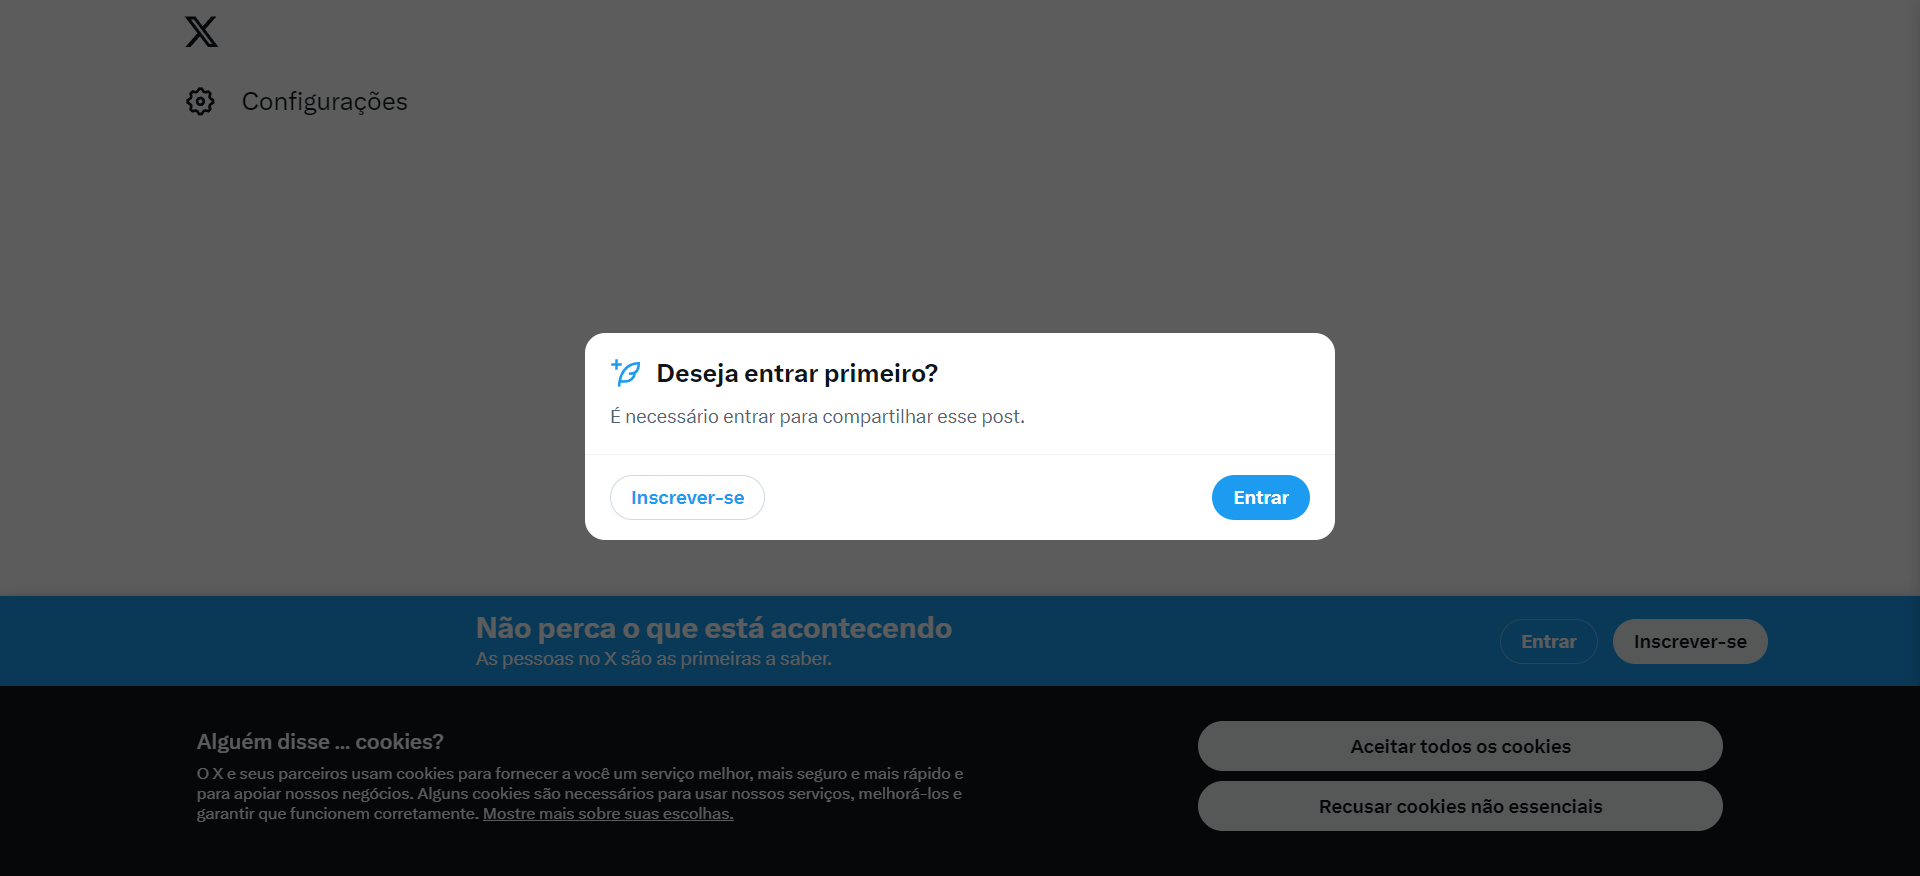 Configurações
Deseja entrar primeiro?
É necessário entrar para compartilhar esse post.
Inscrever-se
Entrar
Não perca o que está acontecendo
As pessoas no X são as primeiras a saber.
Entrar
Inscrever-se
Alguém disse ... cookies?
O X e seus parceiros usam cookies para fornecer a você um serviço melhor, mais seguro e mais rápido e
para apoiar nossos negócios. Alguns cookies são necessários para usar nossos serviços, melhorá-los e
garantir que funcionem corretamente. Mostre mais sobre suas escolhas.
Aceitar todos os cookies
Recusar cookies não essenciais